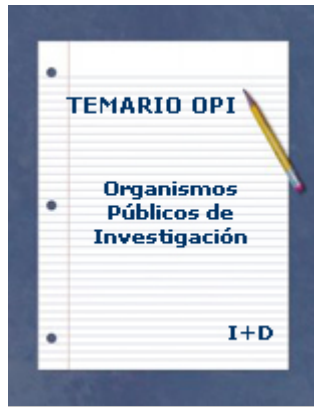 TEMARIO OPI
Organismos
Públicos de
Investigación
I+D